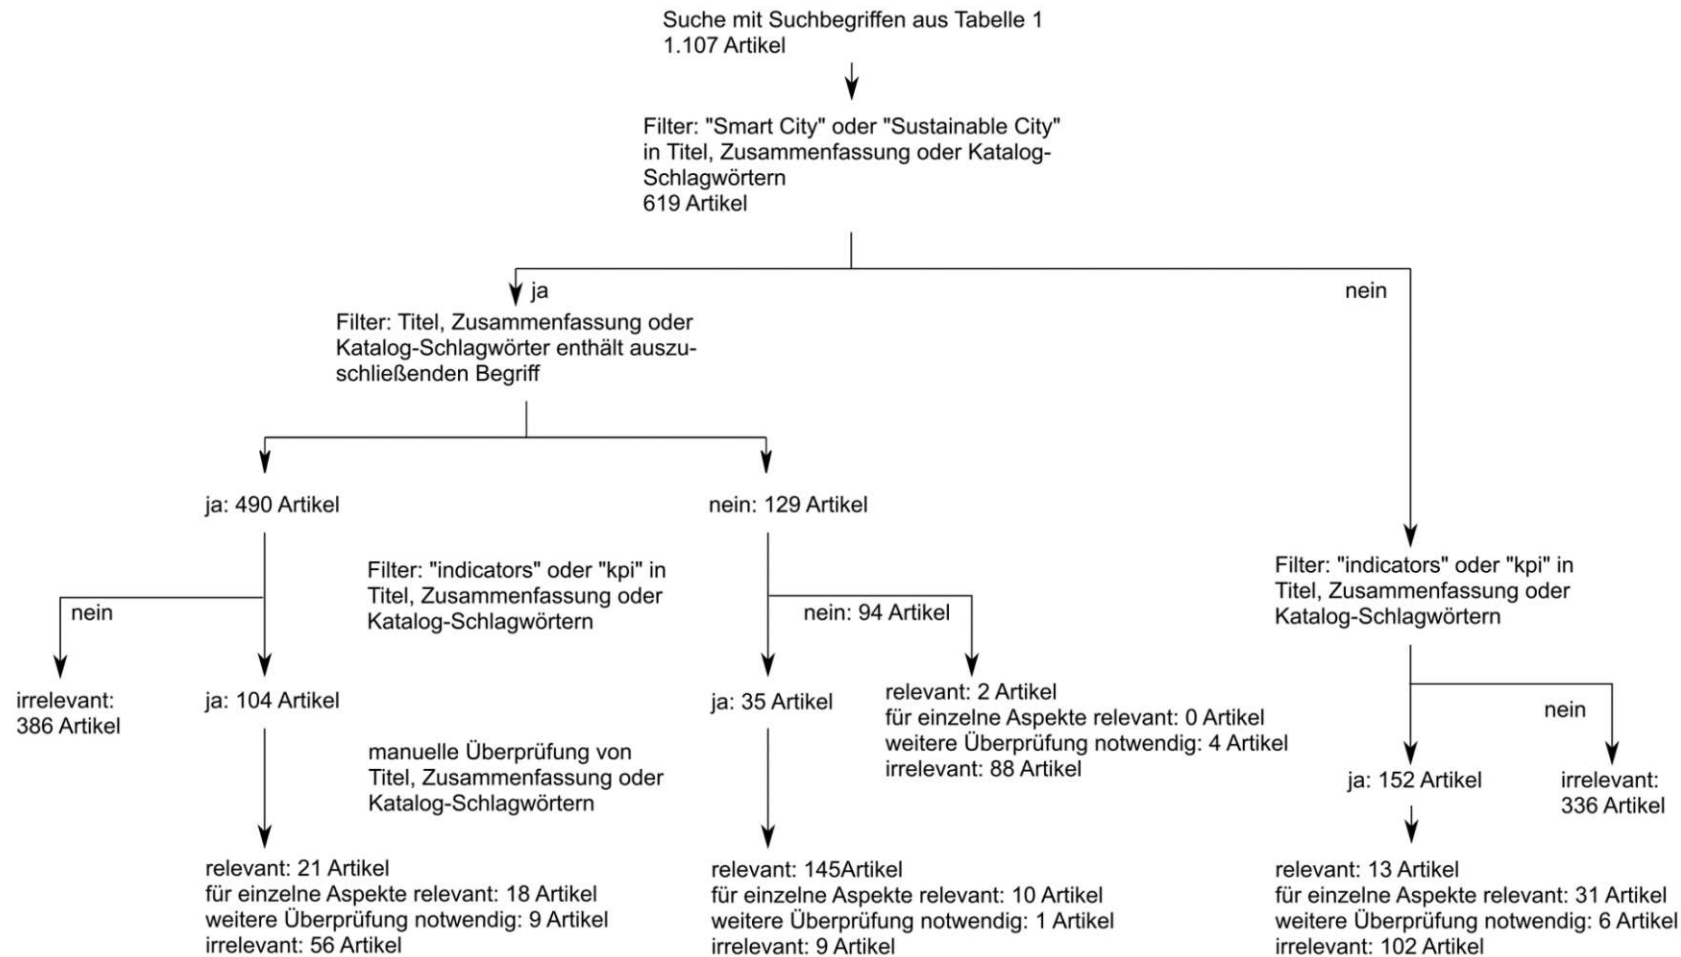 Suche mit Suchbegriffen aus Tabelle 1
1.107 Artikel
Filter: "Smart City" oder "Sustainable City"
in Titel, Zusammenfassung oder Katalog-
Schlagwörtern
619 Artikel
ja
nein
Filter: Titel, Zusammenfassung oder
Katalog-Schlagwörter enthält auszu-
schließenden Begriff
ja: 490 Artikel
nein: 129 Artikel
Filter: "indicators" oder "kpi" in
Titel, Zusammenfassung oder
Katalog-Schlagwörtern
Filter: "indicators" oder "kpi" in
Titel, Zusammenfassung oder
Katalog-Schlagwörtern
nein
nein: 94 Artikel
irrelevant:
386 Artikel
ja: 104 Artikel
ja: 35 Artikel
relevant: 2 Artikel
für einzelne Aspekte relevant: 0 Artikel
weitere Überprüfung notwendig: 4 Artikel
irrelevant: 88 Artikel
nein
manuelle Überprüfung von
Titel, Zusammenfassung oder
Katalog-Schlagwörtern
ja: 152 Artikel
irrelevant:
336 Artikel
relevant: 21 Artikel
für einzelne Aspekte relevant: 18 Artikel
weitere Überprüfung notwendig: 9 Artikel
irrelevant: 56 Artikel
relevant: 145Artikel
für einzelne Aspekte relevant: 10 Artikel
weitere Überprüfung notwendig: 1 Artikel
irrelevant: 9 Artikel
relevant: 13 Artikel
für einzelne Aspekte relevant: 31 Artikel
weitere Überprüfung notwendig: 6 Artikel
irrelevant: 102 Artikel